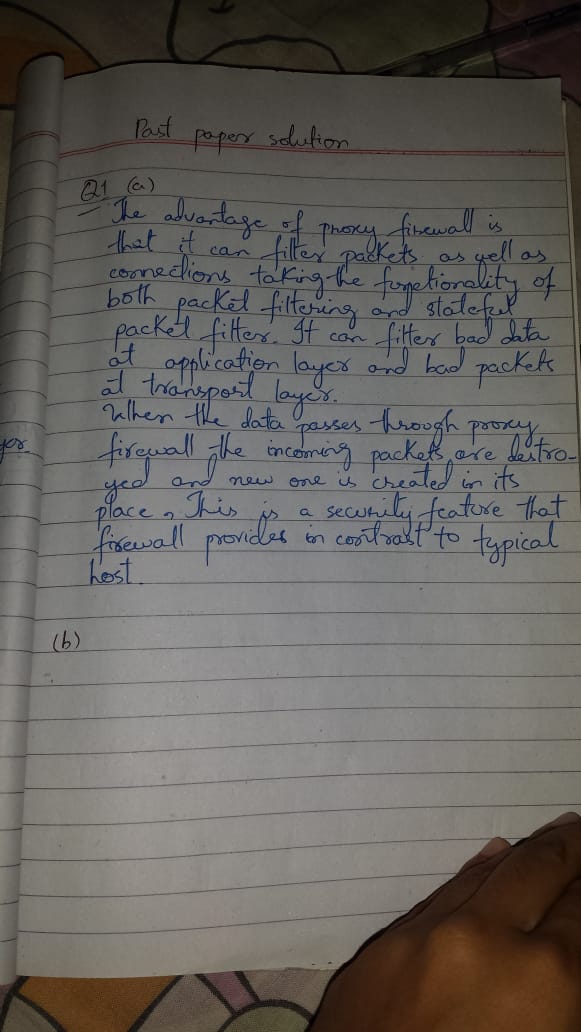 Past paper solution
Q1 (a)
The advantage of proxy firewall is
that it can filter packets as well as
connections taking the functionality of
both packet filtering and stateful
packet filter. It can filter bad data
at application layer and bad packets
at transport layer.
When the data passes through proxy
firewall the incoming packets are destro-
yed and new one is created in its
place. This is a security feature that
firewall provides in contrast to typical
host.
(b)